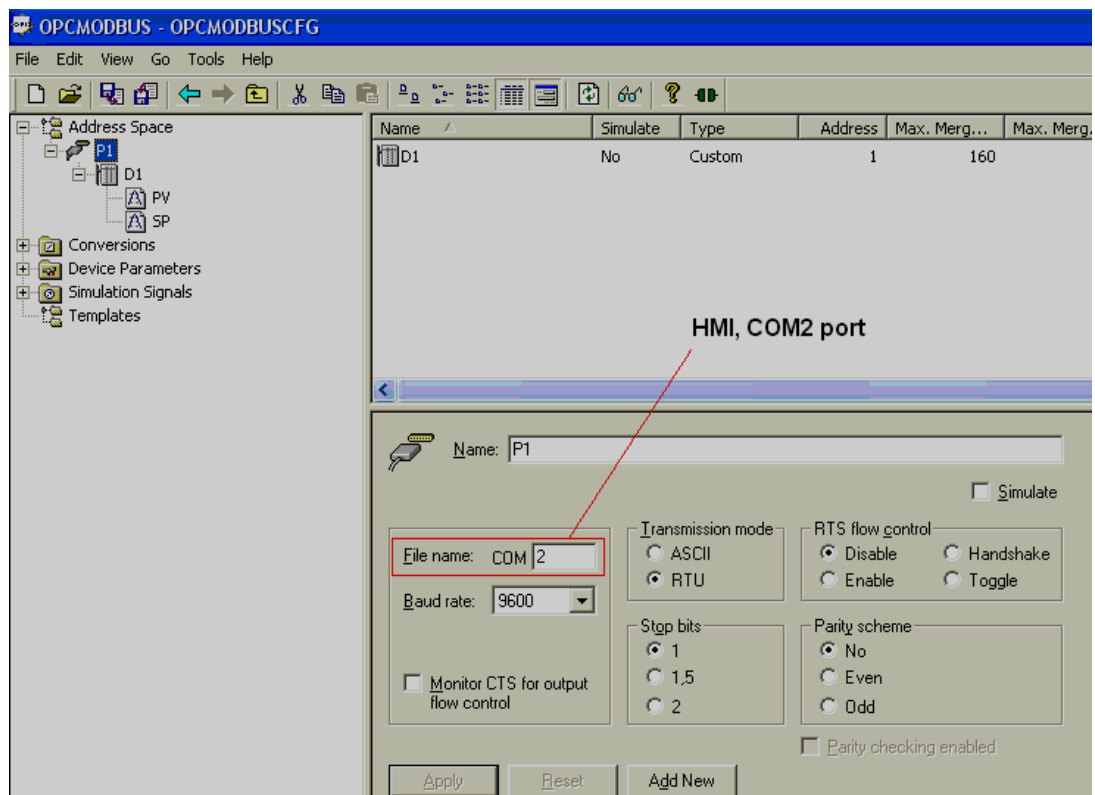 OPCMODBUS - OPCMODBUSCFG
File Edit View Go Tools Help
Address Space
P1
D1
PV
SP
Conversions
Device Parameters
Simulation Signals
Templates
Name Simulate Type Address Max. Merg... Max. Merg.
D1 No Custom 1 160
HMI, COM2 port
Name: P1
Simulate
File name: COM 2
Baud rate: 9600
Monitor CTS for output
flow control
Transmission mode
ASCII
RTU
Stop bits
1
1,5
2
RTS flow control
Disable Handshake
Enable Toggle
Parity scheme
No
Even
Odd
Parity checking enabled
Apply Reset Add New